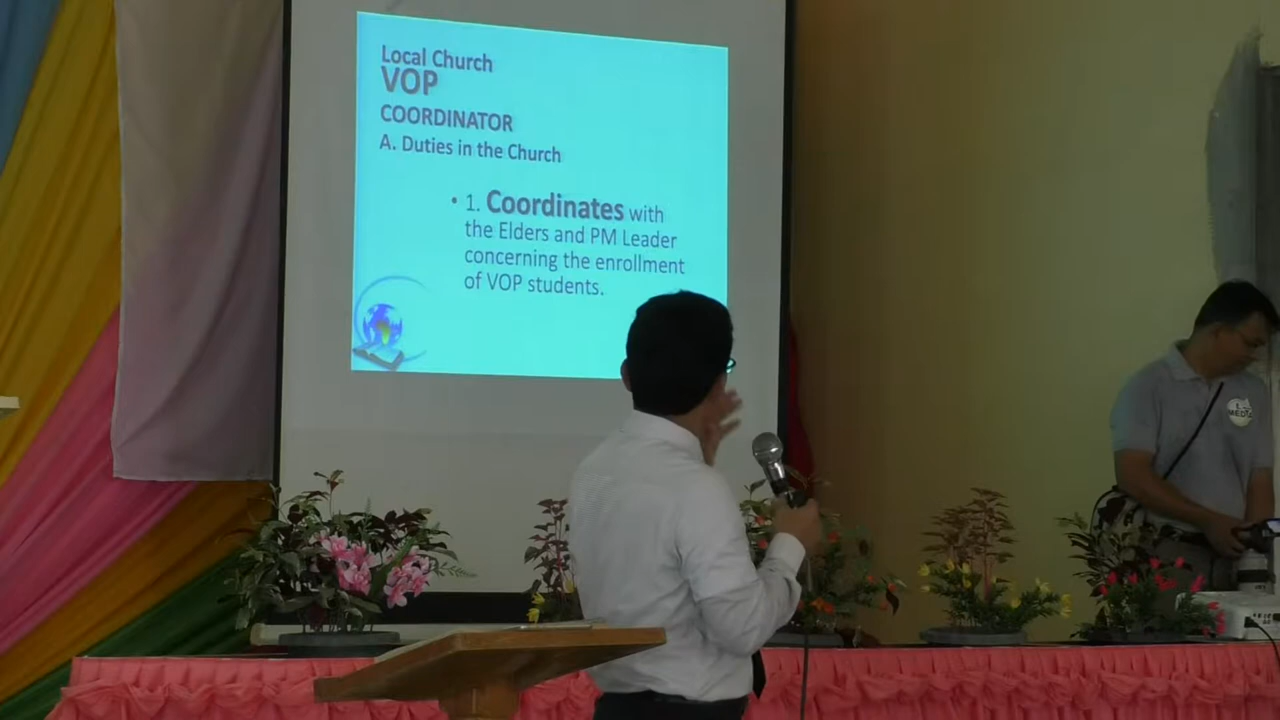 Local Church
VOP
COORDINATOR
A. Duties in the Church
• 1. Coordinates with
the Elders and PM Leader
concerning the enrollment
of VOP students.
MEDIA